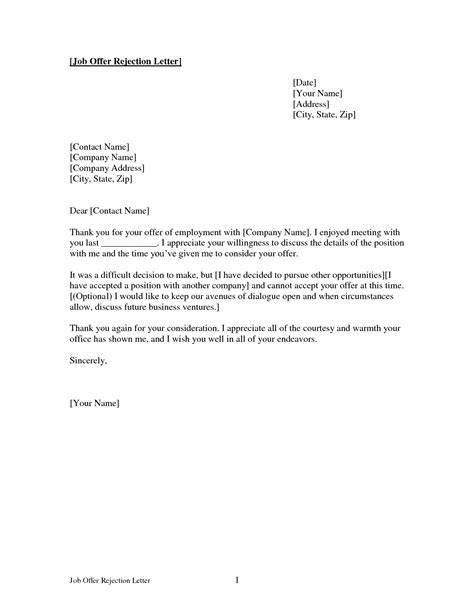 [Job Offer Rejection Letter]
[Date]
[Your Name]
[Address]
[City, State, Zip]
[Contact Name]
[Company Name]
[Company Address]
[City, State, Zip]
Dear [Contact Name]
Thank you for your offer of employment with [Company Name]. I enjoyed meeting with
you last ____________. I appreciate your willingness to discuss the details of the position
with me and the time you've given me to consider your offer.
It was a difficult decision to make, but [I have decided to pursue other opportunities][I
have accepted a position with another company] and cannot accept your offer at this time.
[(Optional) I would like to keep our avenues of dialogue open and when circumstances
allow, discuss future business ventures.]
Thank you again for your consideration. I appreciate all of the courtesy and warmth your
office has shown me, and I wish you well in all of your endeavors.
Sincerely,
[Your Name]
Job Offer Rejection Letter 1